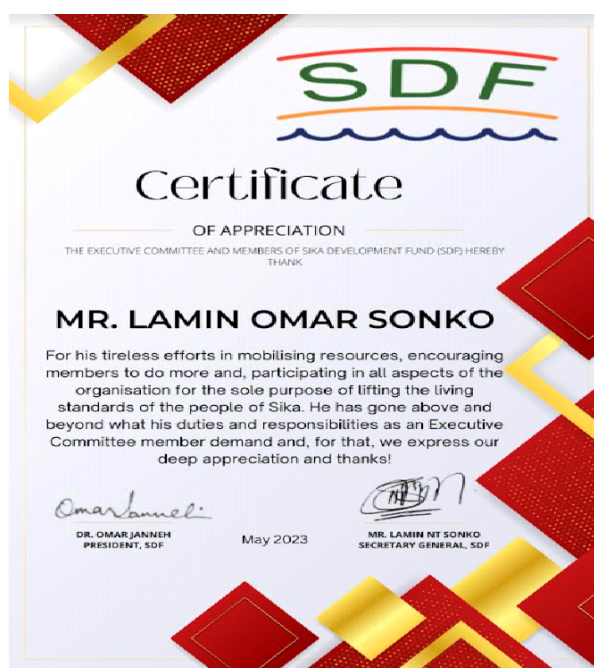 SDF
Certificate
OF APPRECIATION
THE EXECUTIVE COMMITTEE AND MEMBERS OF SIKA DEVELOPMENT FUND (SDF) HEREBY
THANK
MR. LAMIN OMAR SONKO
For his tireless efforts in mobilising resources, encouraging
members to do more and, participating in all aspects of the
organisation for the sole purpose of lifting the living
standards of the people of Sika. He has gone above and
beyond what his duties and responsibilities as an Executive
Committee member demand and, for that, we express our
deep appreciation and thanks!
DR. OMAR JANNEH
PRESIDENT, SDF
May 2023
MR. LAMIN NT SONKO
SECRETARY GENERAL, SDF